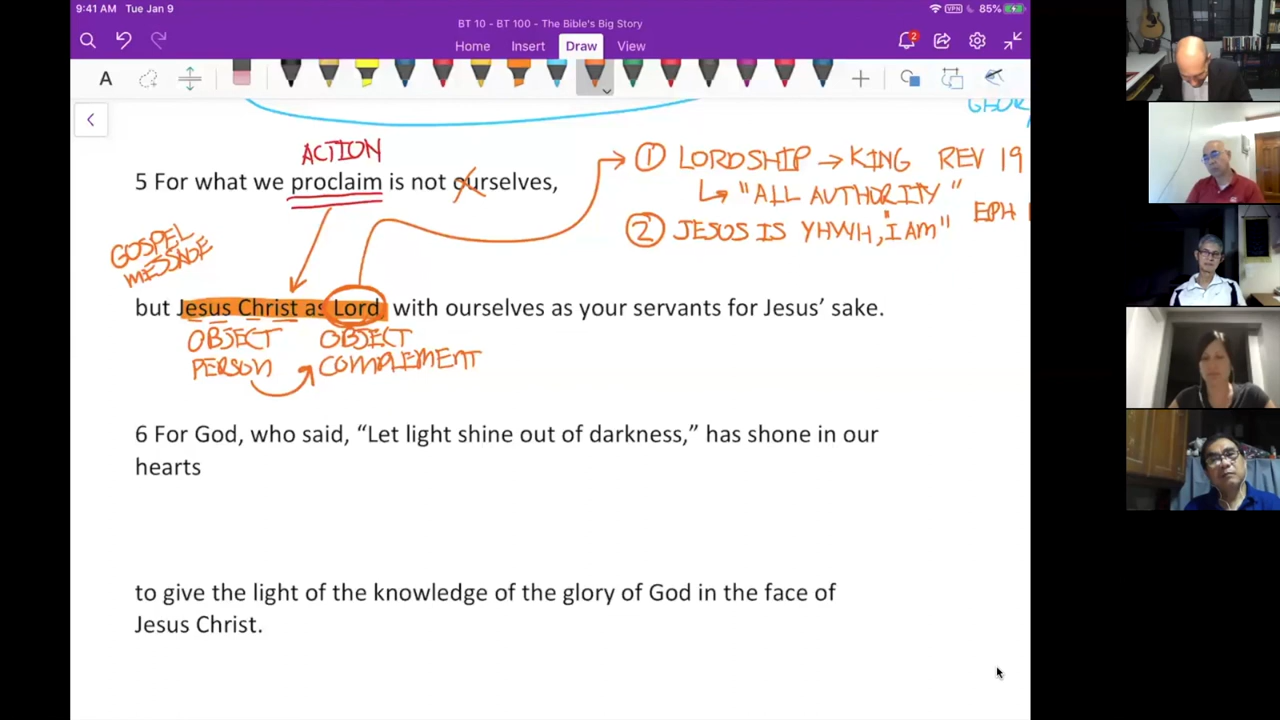 9:41 AM Tue Jan 9
VPN
85%
BT 10 - BT 100 - The Bible's Big Story
Home Insert Draw View
2
A
ACTION
5 For what we proclaim is not ourselves,
① LORDSHIP → KING REV 19
↳ "ALL AUTHORITY"
② JESUS IS YHWH, "I AM" EPH
GOSPEL
MESSAGE
but Jesus Christ as Lord, with ourselves as your servants for Jesus’ sake.
OBJECT OBJECT
PERSON COMPLEMENT
6 For God, who said, “Let light shine out of darkness,” has shone in our
hearts
to give the light of the knowledge of the glory of God in the face of
Jesus Christ.